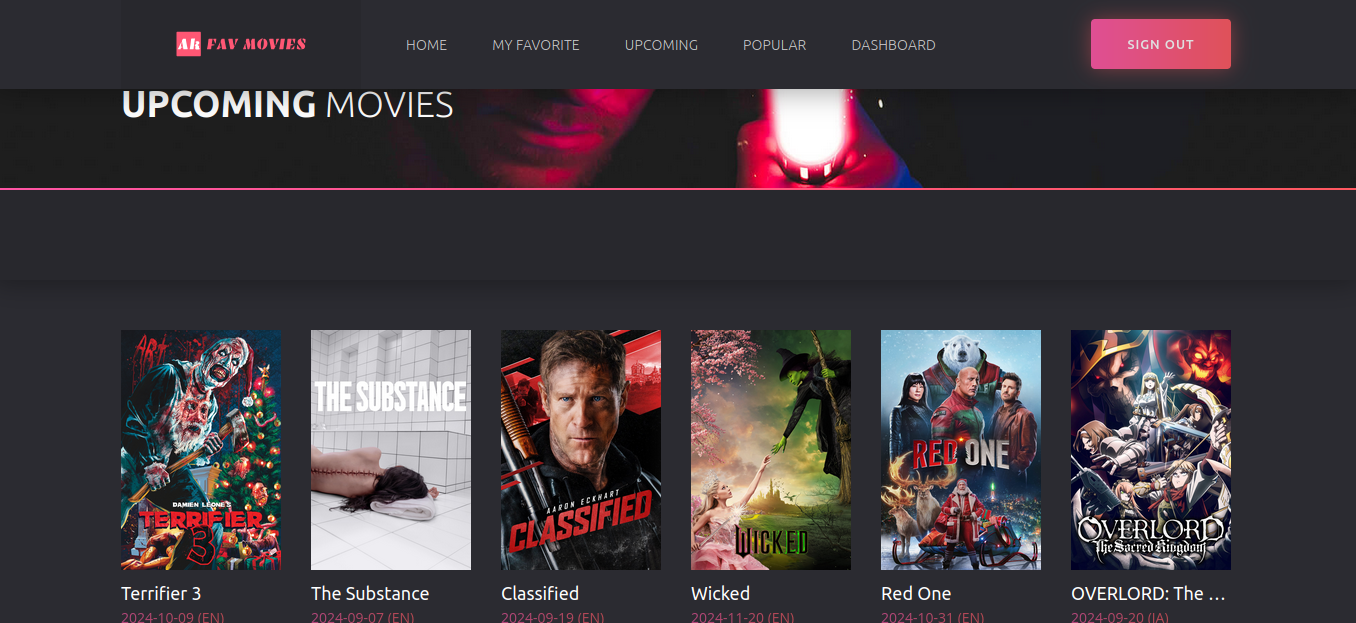 AR FAV MOVIES
HOME
MY FAVORITE
UPCOMING
POPULAR
DASHBOARD
SIGN OUT
UPCOMING MOVIES
ART
DAMIEN LEONE'S
TERRIFIER
3
THE SUBSTANCE
AARON ECKHART
CLASSIFIED
WICKED
RED ONE
OVERLORD
The Sacred Kingdom
Terrifier 3
The Substance
Classified
Wicked
Red One
OVERLORD: The ...
2024-10-09 (EN)
2024-09-07 (EN)
2024-09-19 (EN)
2024-11-20 (EN)
2024-10-31 (EN)
2024-09-20 (JA)